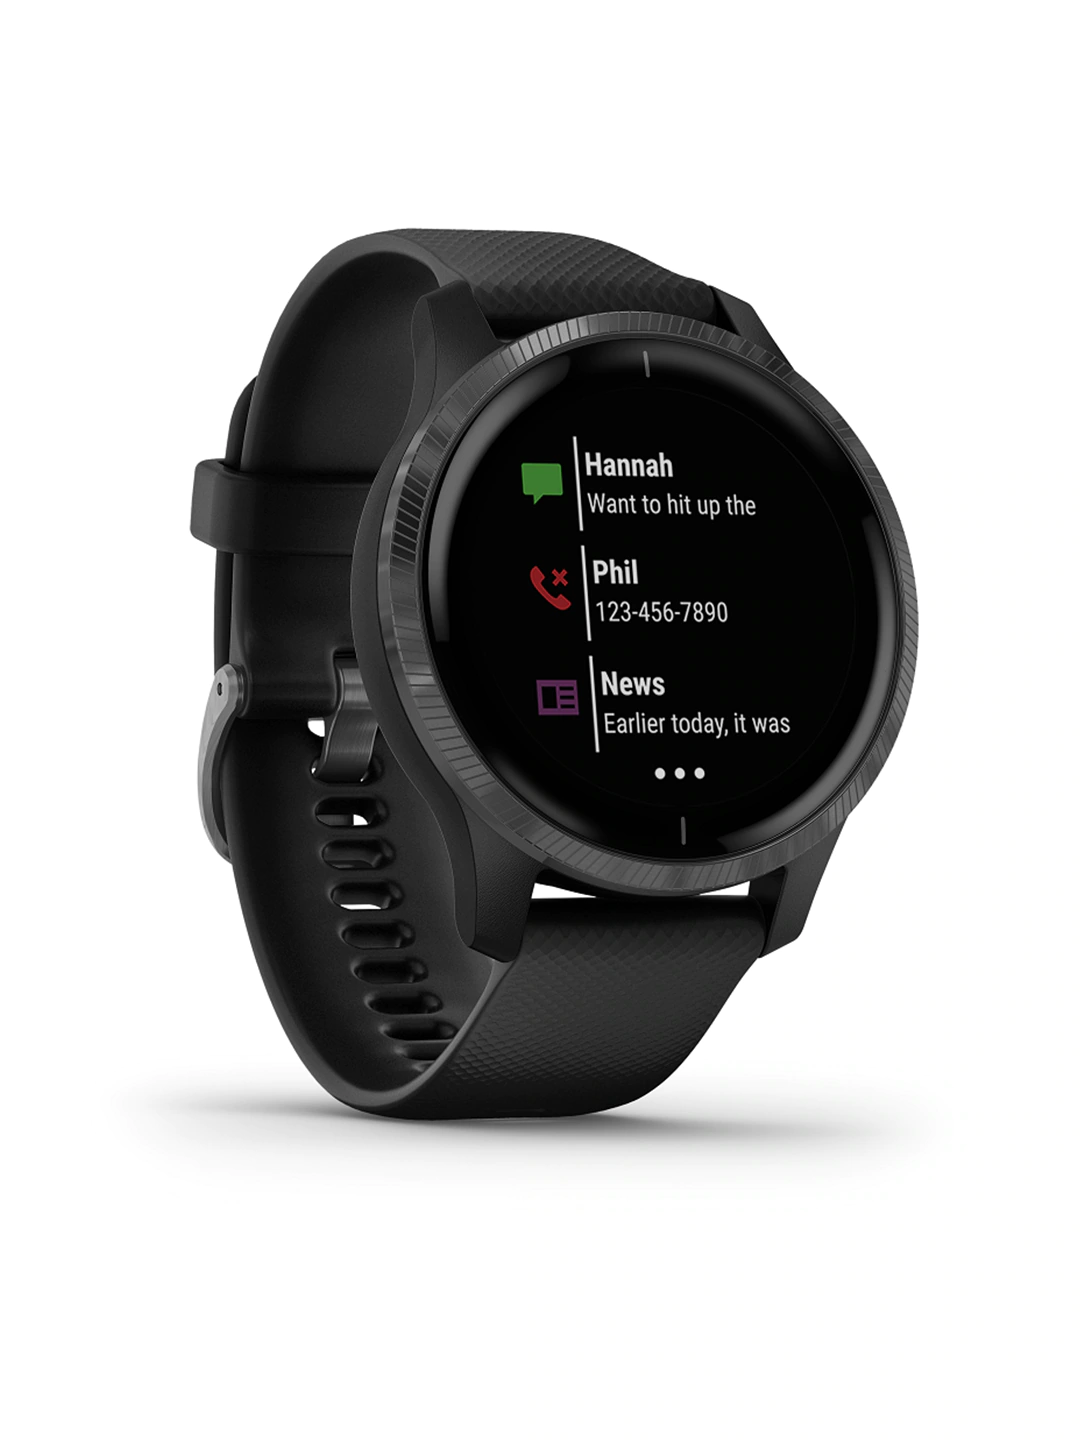 Hannah
Want to hit up the
Phil
123-456-7890
News
Earlier today, it was